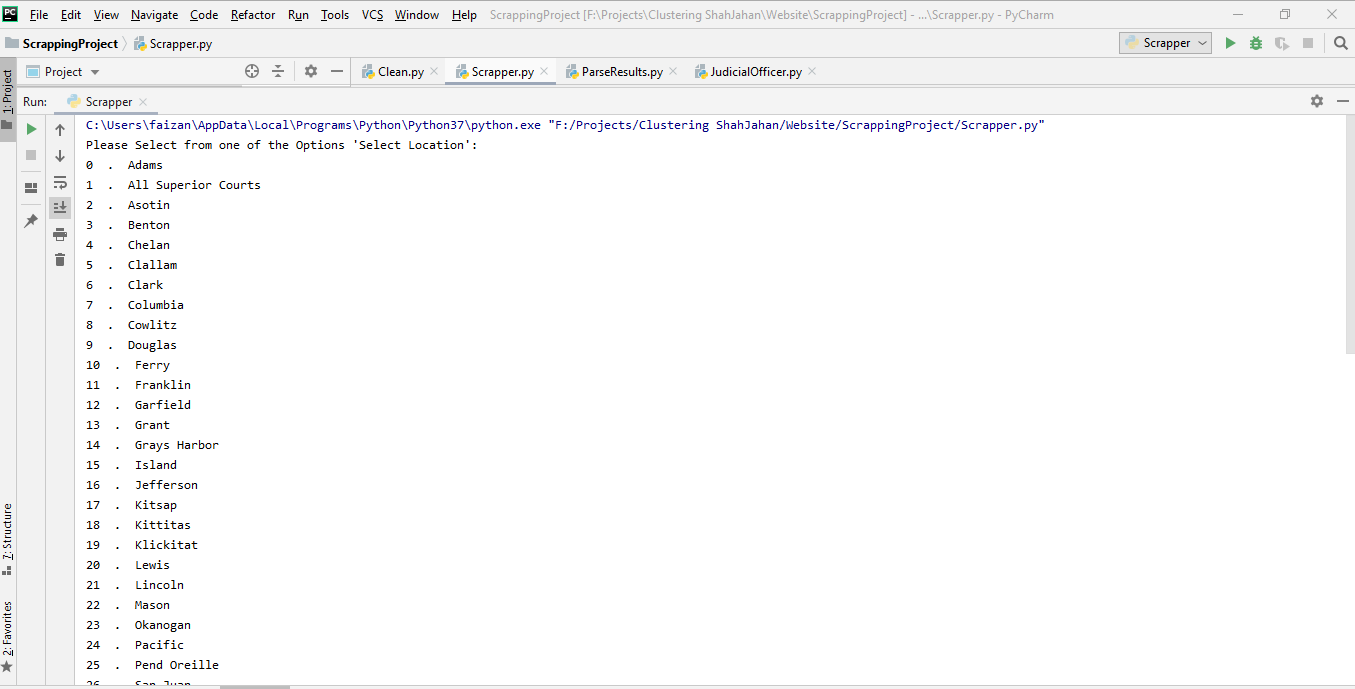 PC File Edit View Navigate Code Refactor Run Tools VCS Window Help ScrappingProject [F:\Projects\Clustering ShahJahan\Website\ScrappingProject] - ...\Scrapper.py - PyCharm
ScrappingProject Scrapper.py Scrapper
1: Project
Project Clean.py Scrapper.py ParseResults.py JudicialOfficer.py
Run: Scrapper
C:\Users\faizan\AppData\Local\Programs\Python\Python37\python.exe "F:/Projects/Clustering ShahJahan/Website/ScrappingProject/Scrapper.py"
Please Select from one of the Options 'Select Location':
0 . Adams
1 . All Superior Courts
2 . Asotin
3 . Benton
4 . Chelan
5 . Clallam
6 . Clark
7 . Columbia
8 . Cowlitz
9 . Douglas
10 . Ferry
11 . Franklin
12 . Garfield
13 . Grant
14 . Grays Harbor
15 . Island
16 . Jefferson
17 . Kitsap
18 . Kittitas
19 . Klickitat
20 . Lewis
21 . Lincoln
22 . Mason
23 . Okanogan
24 . Pacific
25 . Pend Oreille
26 . San Juan
7: Structure
2: Favorites